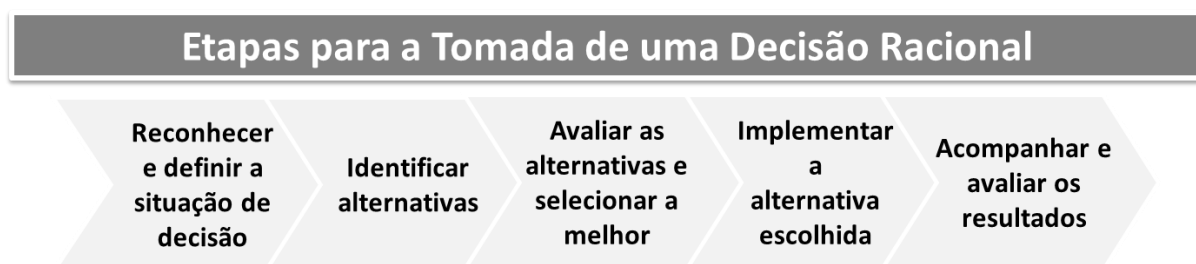 Etapas para a Tomada de uma Decisão Racional
Reconhecer
e definir a
situação de
decisão
Identificar
alternativas
Avaliar as
alternativas e
selecionar a
melhor
Implementar
a
alternativa
escolhida
Acompanhar e
avaliar os
resultados